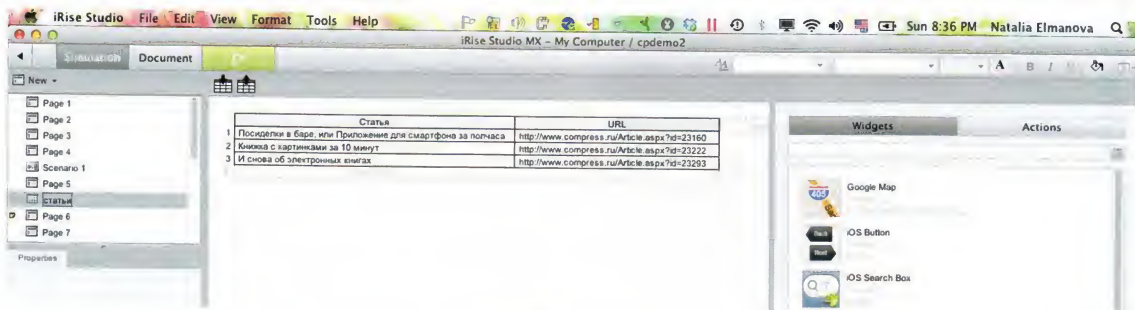 iRise Studio File Edit View Format Tools Help Sun 8:36 PM Natalia Elmanova
iRise Studio MX – My Computer / cpdemo2
Simulation Document
A B I U
New
Page 1
Page 2
Page 3
Page 4
Scenario 1
Page 5
статьи
Page 6
Page 7
Properties
Статья URL
1 Посиделки в баре, или Приложение для смартфона за полчаса http://www.compress.ru/Article.aspx?id=23160
2 Книжка с картинками за 10 минут http://www.compress.ru/Article.aspx?id=23222
3 И снова об электронных книгах http://www.compress.ru/Article.aspx?id=23293
Widgets Actions
405
Google Map
Back
iOS Button
Next
iOS Search Box